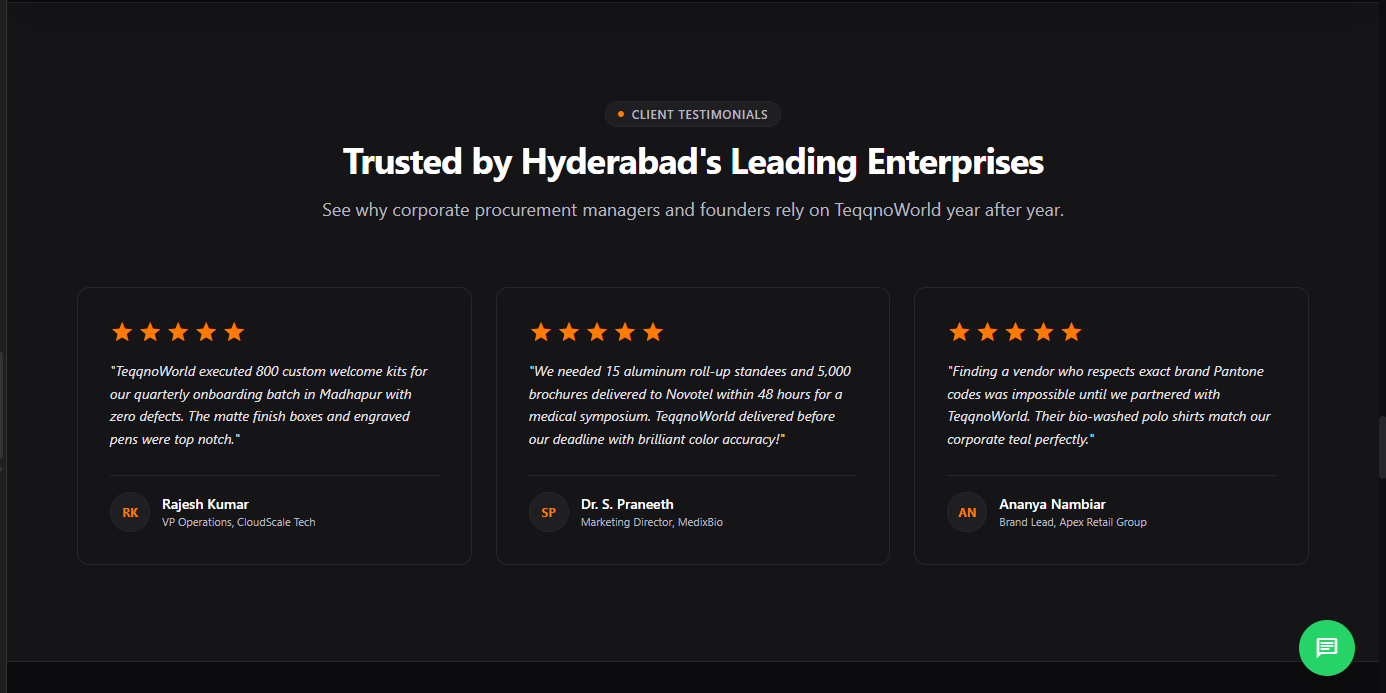 CLIENT TESTIMONIALS
Trusted by Hyderabad's Leading Enterprises
See why corporate procurement managers and founders rely on TeqqnoWorld year after year.
"TeqqnoWorld executed 800 custom welcome kits for
our quarterly onboarding batch in Madhapur with
zero defects. The matte finish boxes and engraved
pens were top notch."
RK
Rajesh Kumar
VP Operations, CloudScale Tech
"We needed 15 aluminum roll-up standees and 5,000
brochures delivered to Novotel within 48 hours for a
medical symposium. TeqqnoWorld delivered before
our deadline with brilliant color accuracy!"
SP
Dr. S. Praneeth
Marketing Director, MedixBio
"Finding a vendor who respects exact brand Pantone
codes was impossible until we partnered with
TeqqnoWorld. Their bio-washed polo shirts match our
corporate teal perfectly."
AN
Ananya Nambiar
Brand Lead, Apex Retail Group